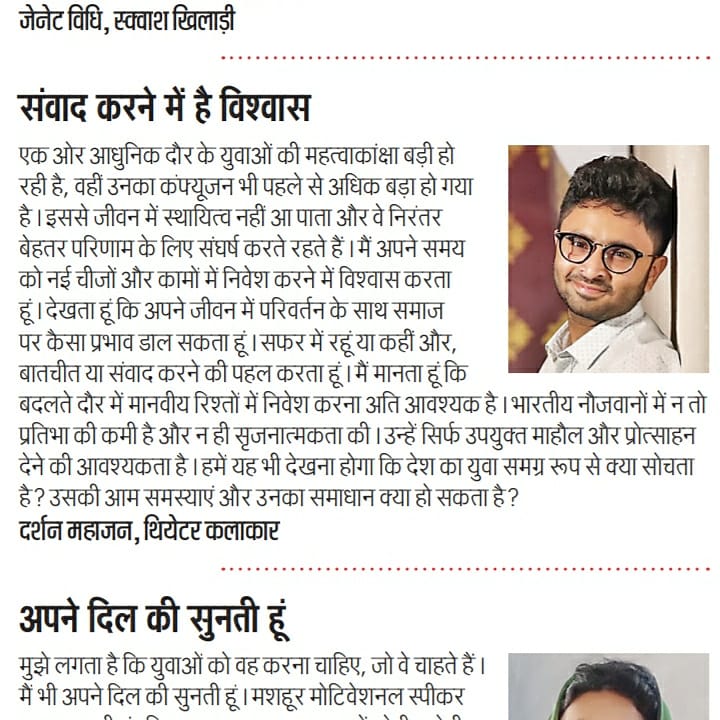 जेनेट विधि, स्क्वाश खिलाड़ी
संवाद करने में है विश्वास
एक ओर आधुनिक दौर के युवाओं की महत्वाकांक्षा बड़ी हो
रही है, वहीं उनका कंफ्यूजन भी पहले से अधिक बड़ा हो गया
है। इससे जीवन में स्थायित्व नहीं आ पाता और वे निरंतर
बेहतर परिणाम के लिए संघर्ष करते रहते हैं। मैं अपने समय
को नई चीजों और कामों में निवेश करने में विश्वास करता
हूं। देखता हूं कि अपने जीवन में परिवर्तन के साथ समाज
पर कैसा प्रभाव डाल सकता हूं। सफर में रहूं या कहीं और,
बातचीत या संवाद करने की पहल करता हूं। मैं मानता हूं कि
बदलते दौर में मानवीय रिश्तों में निवेश करना अति आवश्यक है। भारतीय नौजवानों में न तो
प्रतिभा की कमी है और न ही सृजनात्मकता की। उन्हें सिर्फ उपयुक्त माहौल और प्रोत्साहन
देने की आवश्यकता है। हमें यह भी देखना होगा कि देश का युवा समग्र रूप से क्या सोचता
है? उसकी आम समस्याएं और उनका समाधान क्या हो सकता है?
दर्शन महाजन, थियेटर कलाकार
अपने दिल की सुनती हूं
मुझे लगता है कि युवाओं को वह करना चाहिए, जो वे चाहते हैं।
मैं भी अपने दिल की सुनती हूं। मशहूर मोटिवेशनल स्पीकर